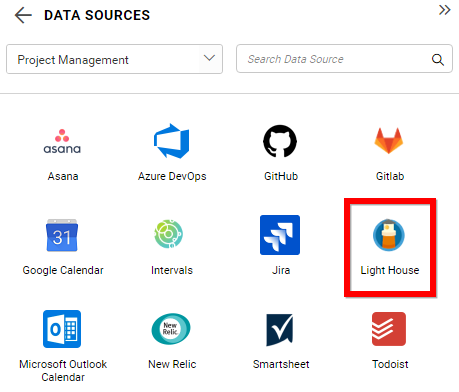 DATA SOURCES
Project Management
Search Data Source
asana
Asana
Azure DevOps
GitHub
Gitlab
31
Google Calendar
Intervals
Jira
Light House
New
Relic
Microsoft Outlook
Calendar
New Relic
Smartsheet
Todoist